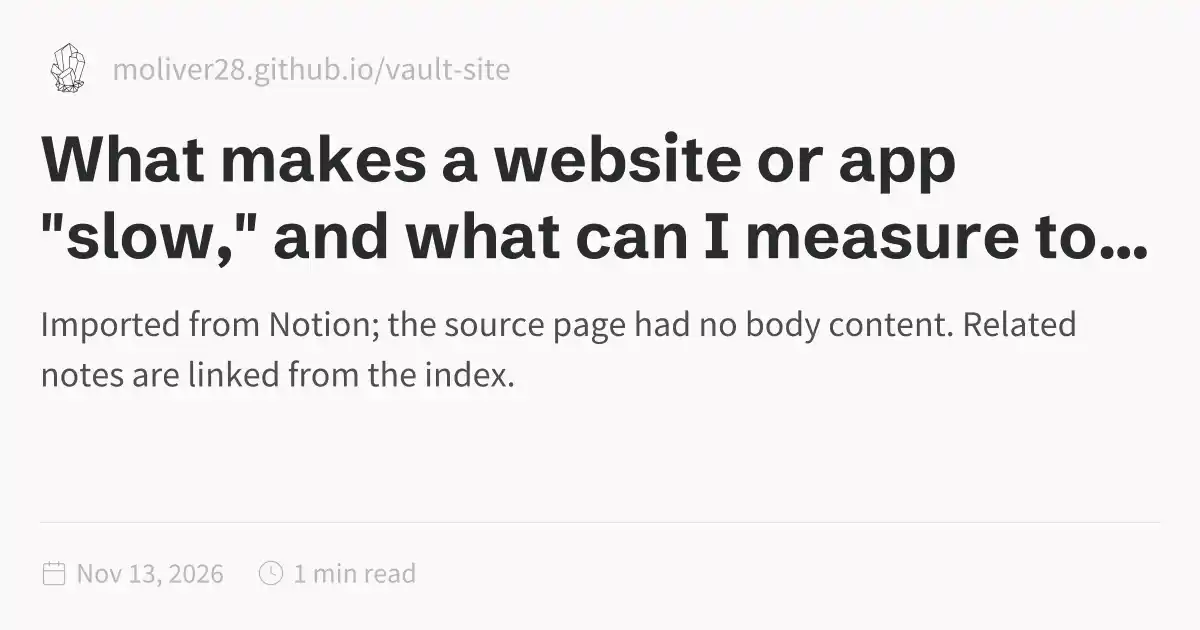 moliver28.github.io/vault-site
What makes a website or app
"slow," and what can I measure to...
Imported from Notion; the source page had no body content. Related
notes are linked from the index.
Nov 13, 2026 1 min read